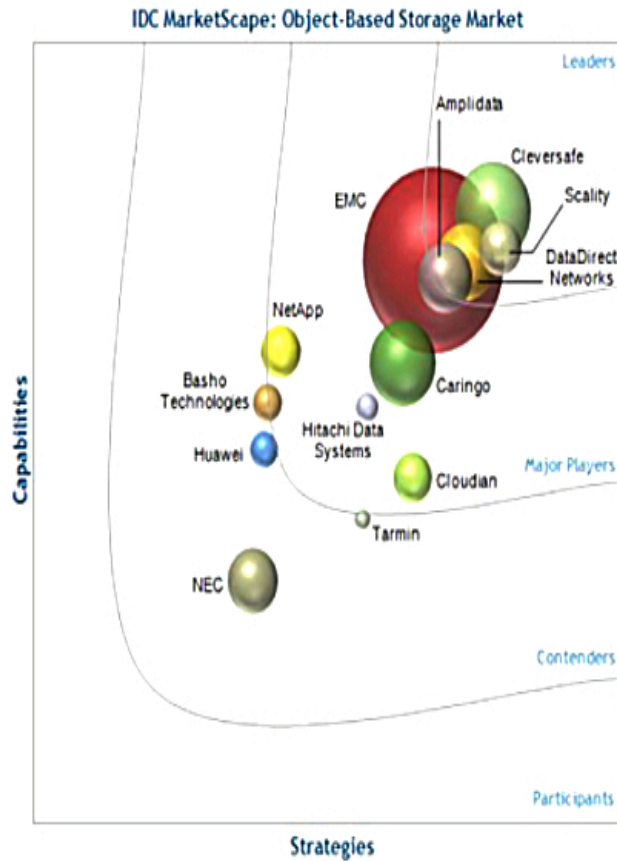 IDC MarketScape: Object-Based Storage Market
Leaders
Amplidata
Cleversafe
EMC
Scality
DataDirect
Networks
NetApp
Basho
Technologies
Caringo
Hitachi Data
Systems
Huawei
Major Players
Cloudian
Tarmin
NEC
Contenders
Participants
Capabilities
Strategies